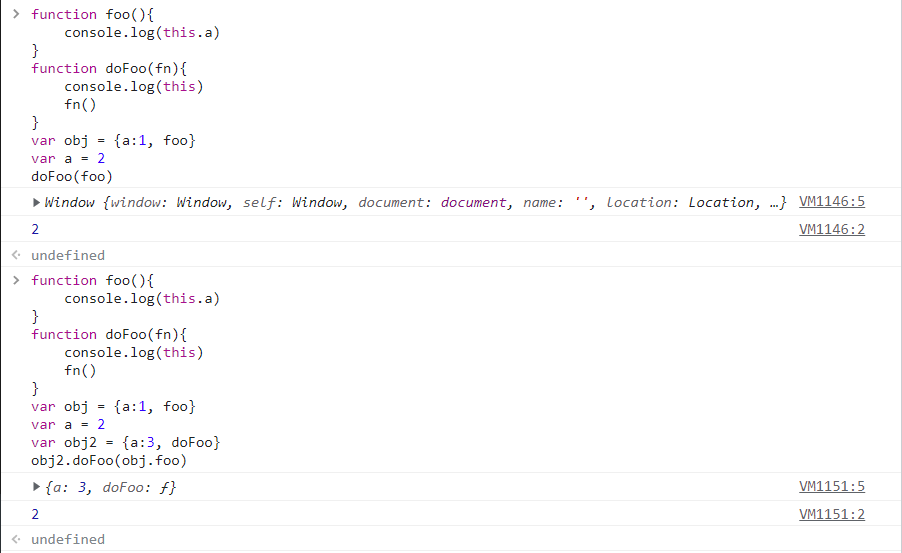 function foo(){
    console.log(this.a)
}
function doFoo(fn){
    console.log(this)
    fn()
}
var obj = {a:1, foo}
var a = 2
doFoo(foo)
Window {window: Window, self: Window, document: document, name: '', location: Location, …} VM1146:5
2 VM1146:2
undefined
function foo(){
    console.log(this.a)
}
function doFoo(fn){
    console.log(this)
    fn()
}
var obj = {a:1, foo}
var a = 2
var obj2 = {a:3, doFoo}
obj2.doFoo(obj.foo)
{a: 3, doFoo: ƒ} VM1151:5
2 VM1151:2
undefined